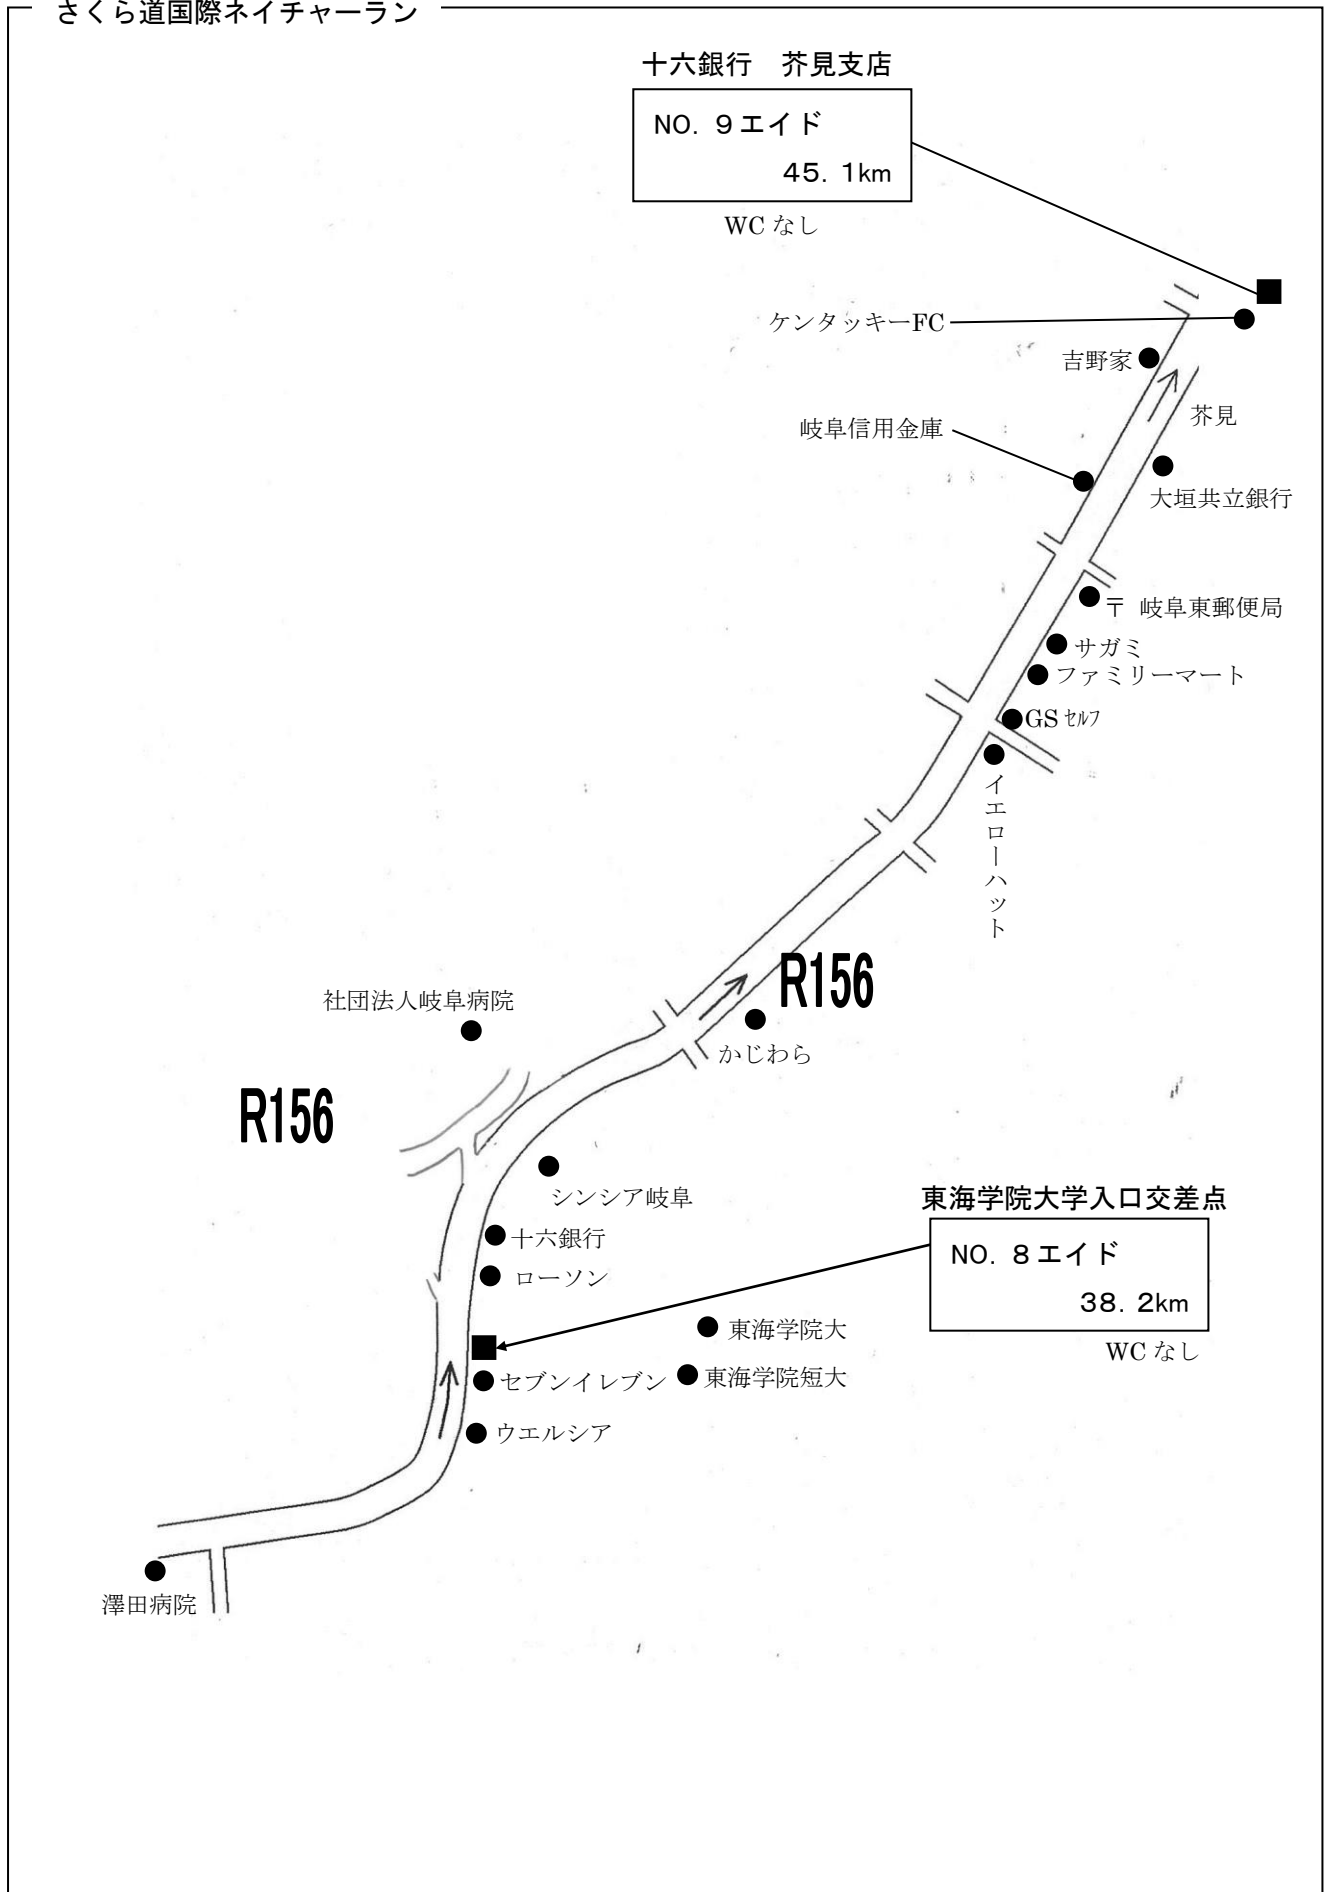 さくら道国際ネイチャーラン
十六銀行　芥見支店
NO. 9エイド
45. 1km
WC なし
ケンタッキーFC
吉野家
芥見
岐阜信用金庫
大垣共立銀行
〒 岐阜東郵便局
サガミ
ファミリーマート
GS セルフ
イエローハット
R156
社団法人岐阜病院
かじわら
R156
シンシア岐阜
東海学院大学入口交差点
十六銀行
NO. 8エイド
ローソン
38. 2km
東海学院大
WC なし
セブンイレブン
東海学院短大
ウエルシア
澤田病院